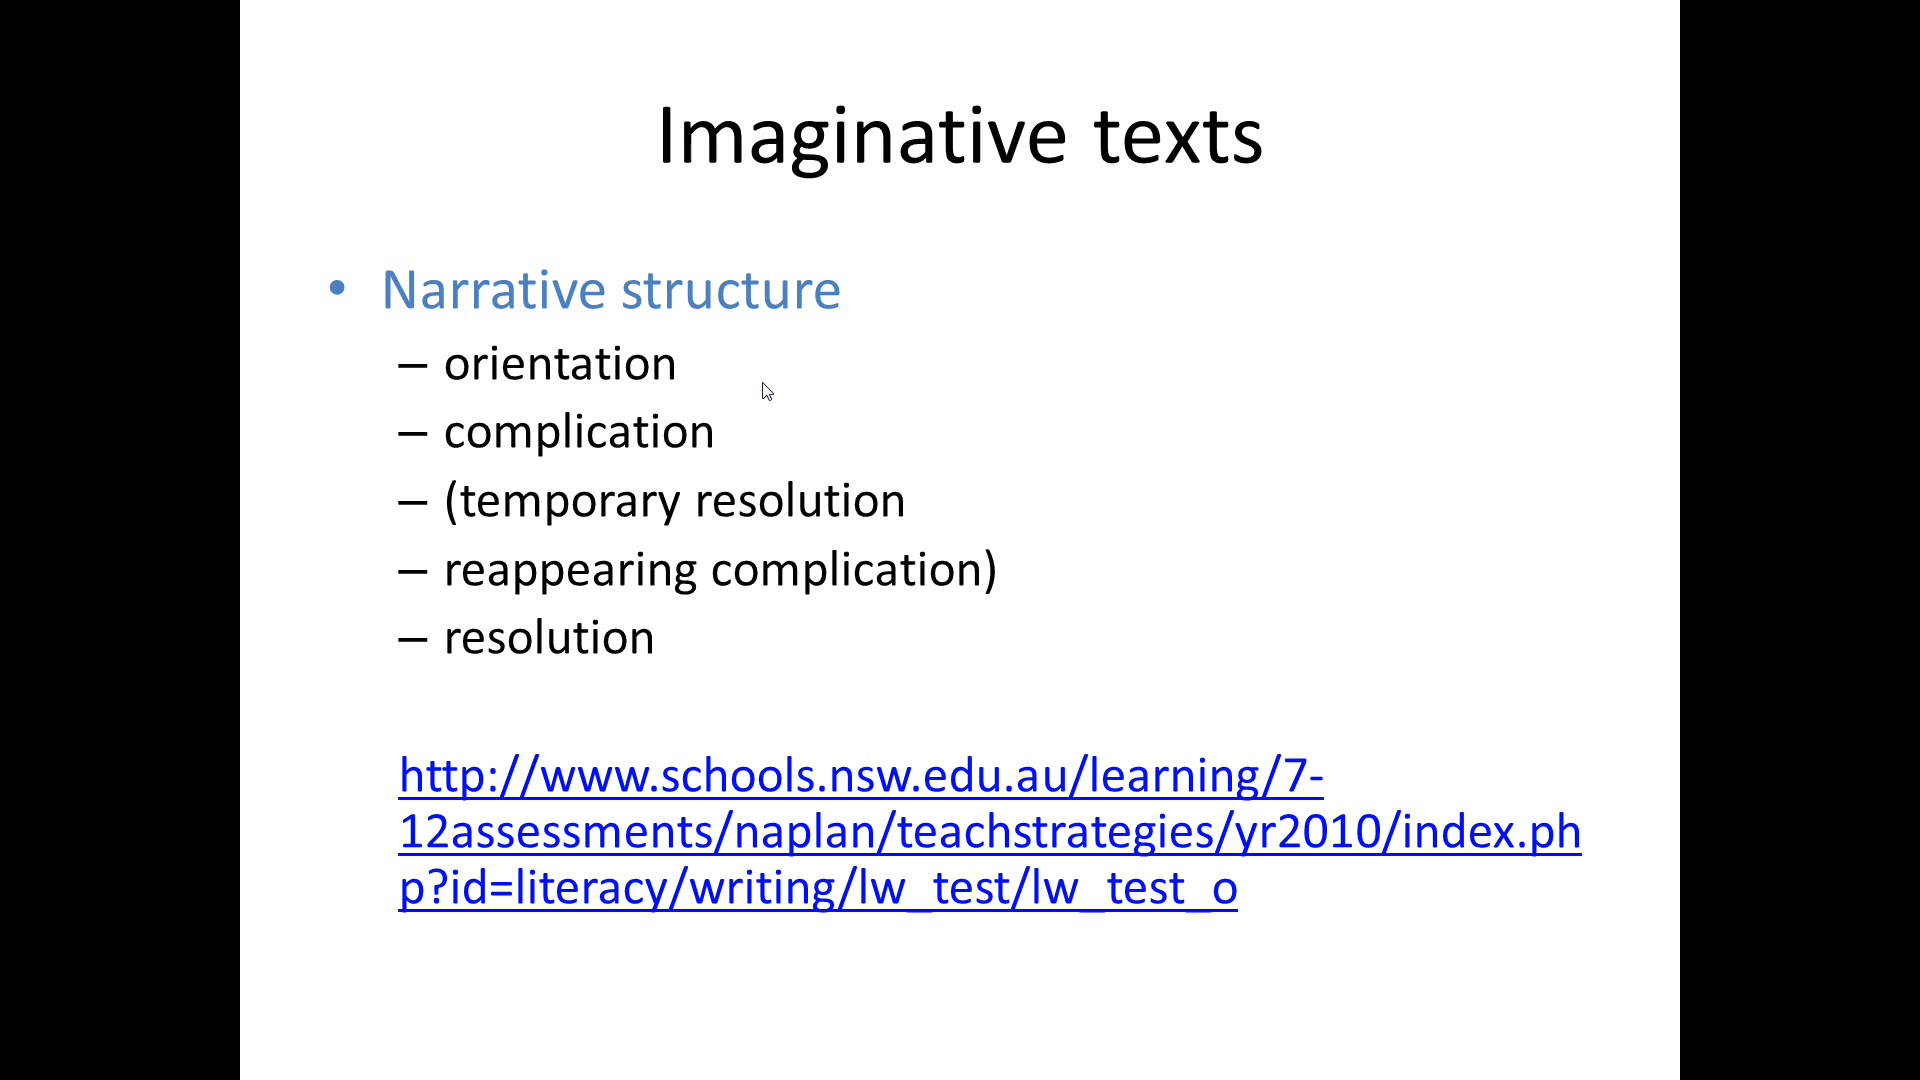 Imaginative texts
• Narrative structure
– orientation
– complication
– (temporary resolution
– reappearing complication)
– resolution
http://www.schools.nsw.edu.au/learning/7-
12assessments/naplan/teachstrategies/yr2010/index.ph
p?id=literacy/writing/lw_test/lw_test_o